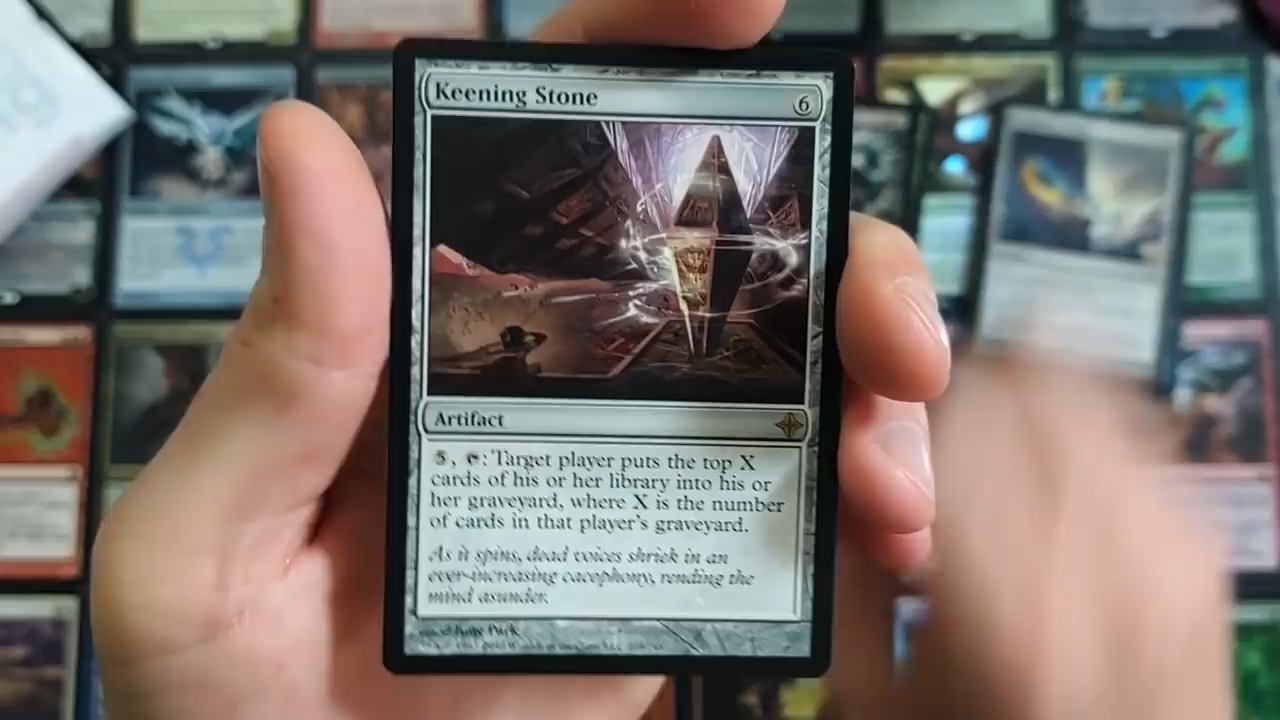 Keening Stone 6
Artifact
5, T: Target player puts the top X
cards of his or her library into his or
her graveyard, where X is the number
of cards in that player's graveyard.
As it spins, dead voices shriek in an
ever-increasing cacophony, rending the
mind asunder.